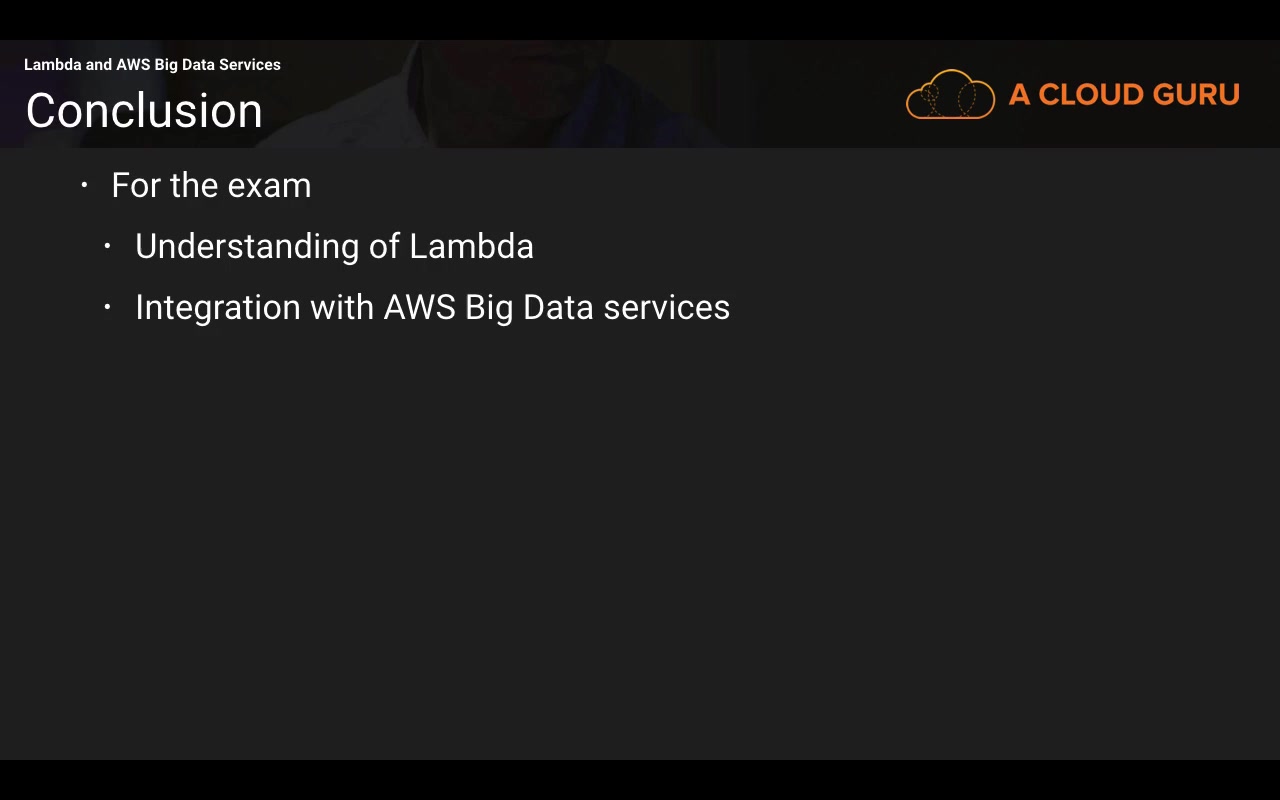 Lambda and AWS Big Data Services
Conclusion
A CLOUD GURU
• For the exam
• Understanding of Lambda
• Integration with AWS Big Data services